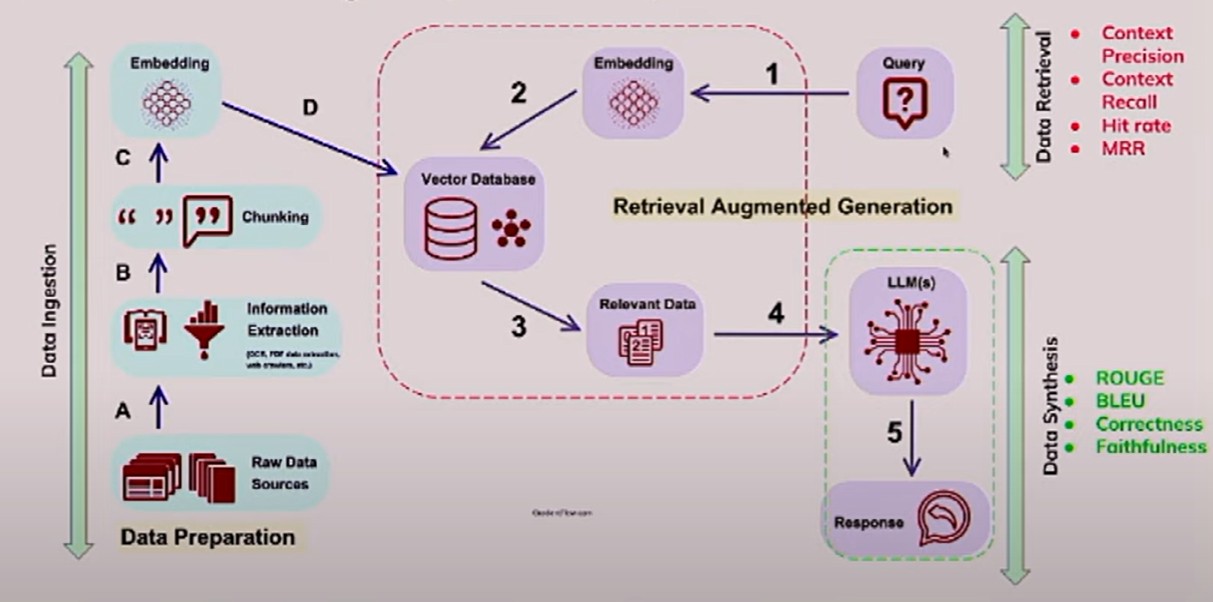 Embedding
Embedding
Query
1
2
D
C
Vector Database
Chunking
Retrieval Augmented Generation
B
Information
Extraction
(OCR, PDF data extraction,
web crawlers, etc.)
Relevant Data
3
4
LLM(s)
A
5
Raw Data
Sources
Response
Data Preparation
Data Ingestion
Data Retrieval
• Context
Precision
• Context
Recall
• Hit rate
• MRR
Data Synthesis
• ROUGE
• BLEU
• Correctness
• Faithfulness